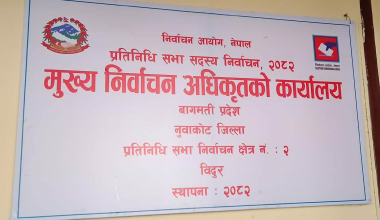 निर्वाचन आयोग, नेपाल
प्रतिनिधि सभा सदस्य निर्वाचन, २०८२
मुख्य निर्वाचन अधिकृतको कार्यालय
बागमती प्रदेश
नुवाकोट जिल्ला
प्रतिनिधि सभा निर्वाचन क्षेत्र नं. : २
विदुर
स्थापना : २०८२